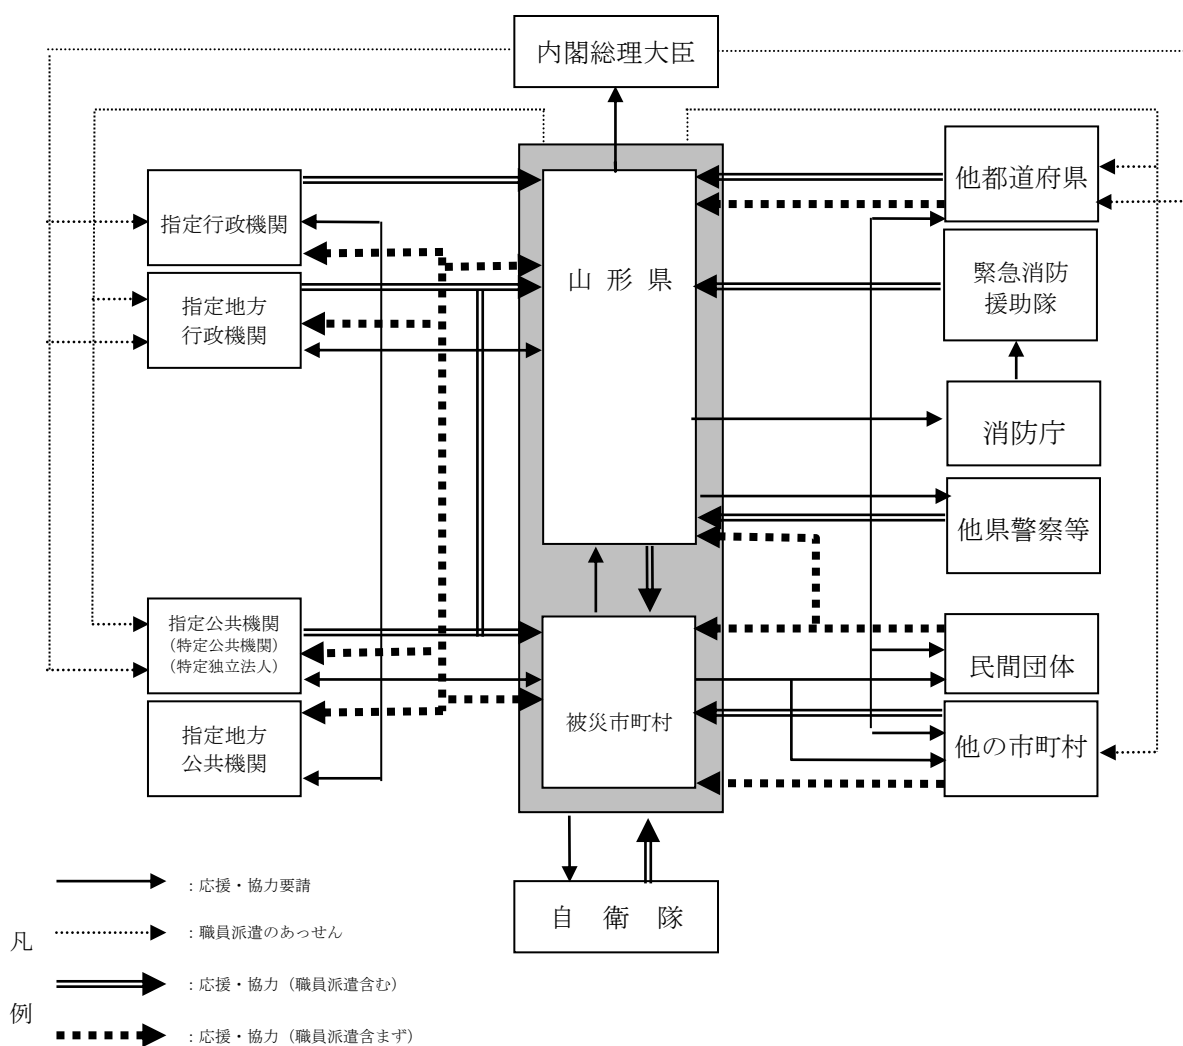 内閣総理大臣
指定行政機関
指定地方
行政機関
指定公共機関
（特定公共機関）
（特定独立法人）
指定地方
公共機関
山 形 県
被災市町村
他都道府県
緊急消防
援助隊
消防庁
他県警察等
民間団体
他の市町村
自 衛 隊
凡
例
：応援・協力要請
：職員派遣のあっせん
：応援・協力（職員派遣含む）
：応援・協力（職員派遣含まず）